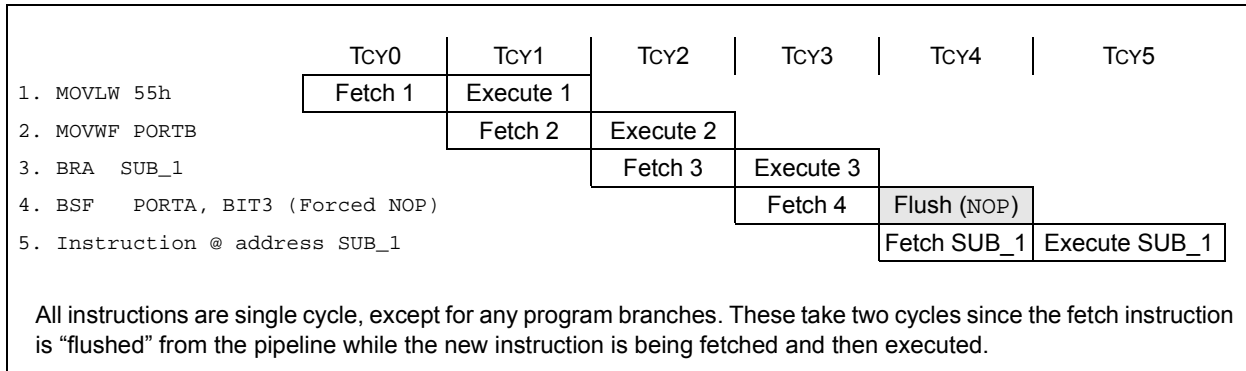 TCY0 TCY1 TCY2 TCY3 TCY4 TCY5
1. MOVLW 55h Fetch 1 Execute 1
2. MOVWF PORTB Fetch 2 Execute 2
3. BRA SUB_1 Fetch 3 Execute 3
4. BSF PORTA, BIT3 (Forced NOP) Fetch 4 Flush (NOP)
5. Instruction @ address SUB_1 Fetch SUB_1 Execute SUB_1
All instructions are single cycle, except for any program branches. These take two cycles since the fetch instruction
is “flushed” from the pipeline while the new instruction is being fetched and then executed.